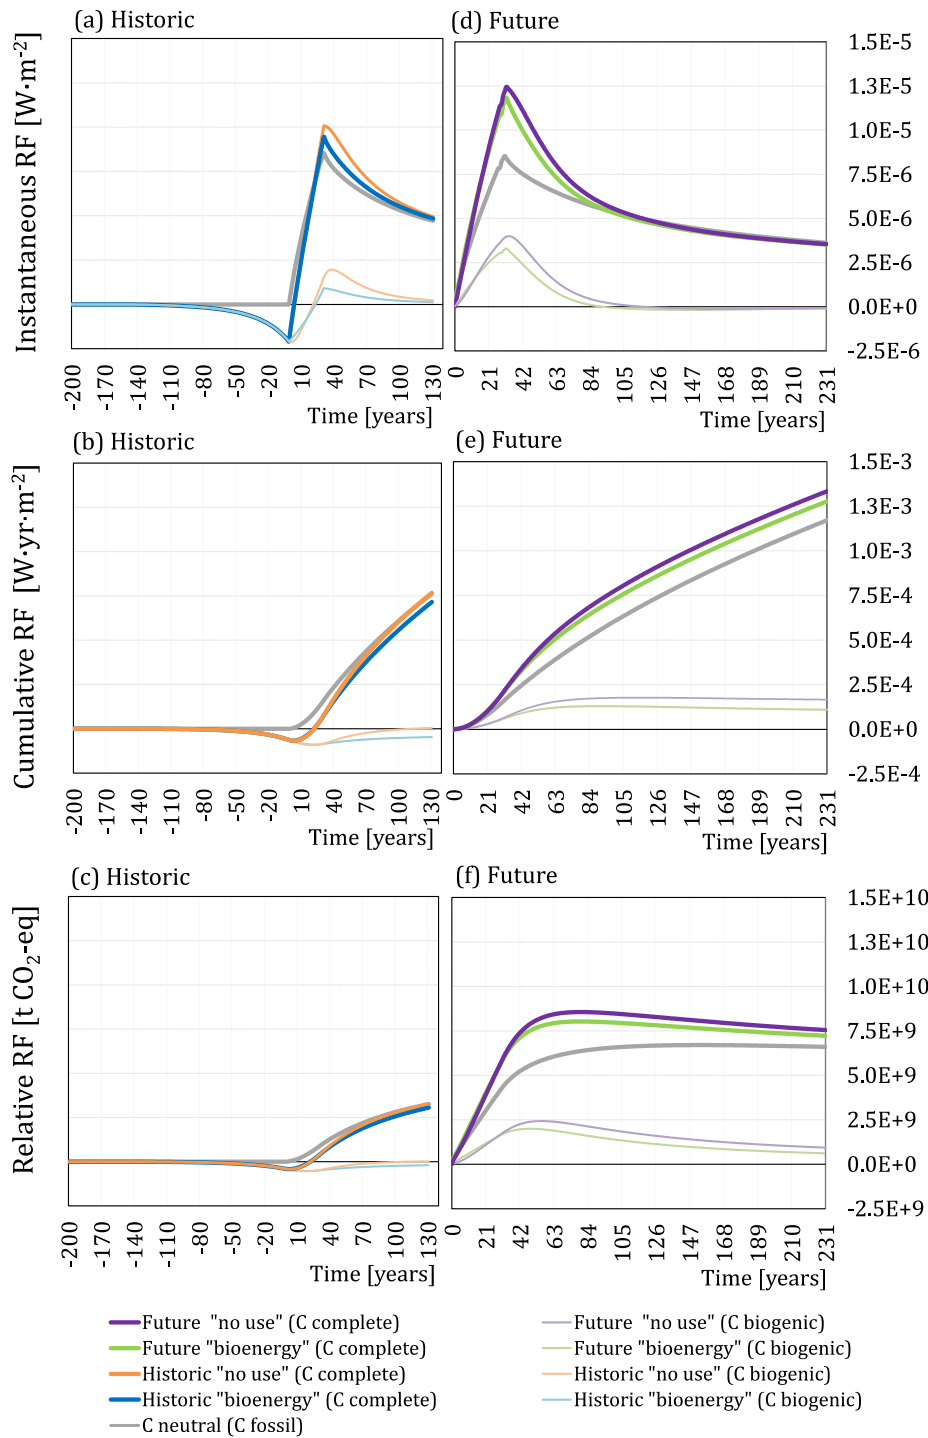 (a) Historic
(d) Future
Instantaneous RF [W·m-2]
1.5E-5
1.3E-5
1.0E-5
7.5E-6
5.0E-6
2.5E-6
0.0E+0
-2.5E-6
-200 -170 -140 -110 -80 -50 -20 10 40 70 100 130
Time [years]
0 21 42 63 84 105 126 147 168 189 210 231
Time [years]
(b) Historic
(e) Future
Cumulative RF [W·yr·m-2]
1.5E-3
1.3E-3
1.0E-3
7.5E-4
5.0E-4
2.5E-4
0.0E+0
-2.5E-4
-200 -170 -140 -110 -80 -50 -20 10 40 70 100 130
Time [years]
0 21 42 63 84 105 126 147 168 189 210 231
Time [years]
(c) Historic
(f) Future
Relative RF [t CO2-eq]
1.5E+10
1.3E+10
1.0E+10
7.5E+9
5.0E+9
2.5E+9
0.0E+0
-2.5E+9
-200 -170 -140 -110 -80 -50 -20 10 40 70 100 130
Time [years]
0 21 42 63 84 105 126 147 168 189 210 231
Time [years]
Future "no use" (C complete)
Future "bioenergy" (C complete)
Historic "no use" (C complete)
Historic "bioenergy" (C complete)
C neutral (C fossil)
Future "no use" (C biogenic)
Future "bioenergy" (C biogenic)
Historic "no use" (C biogenic)
Historic "bioenergy" (C biogenic)